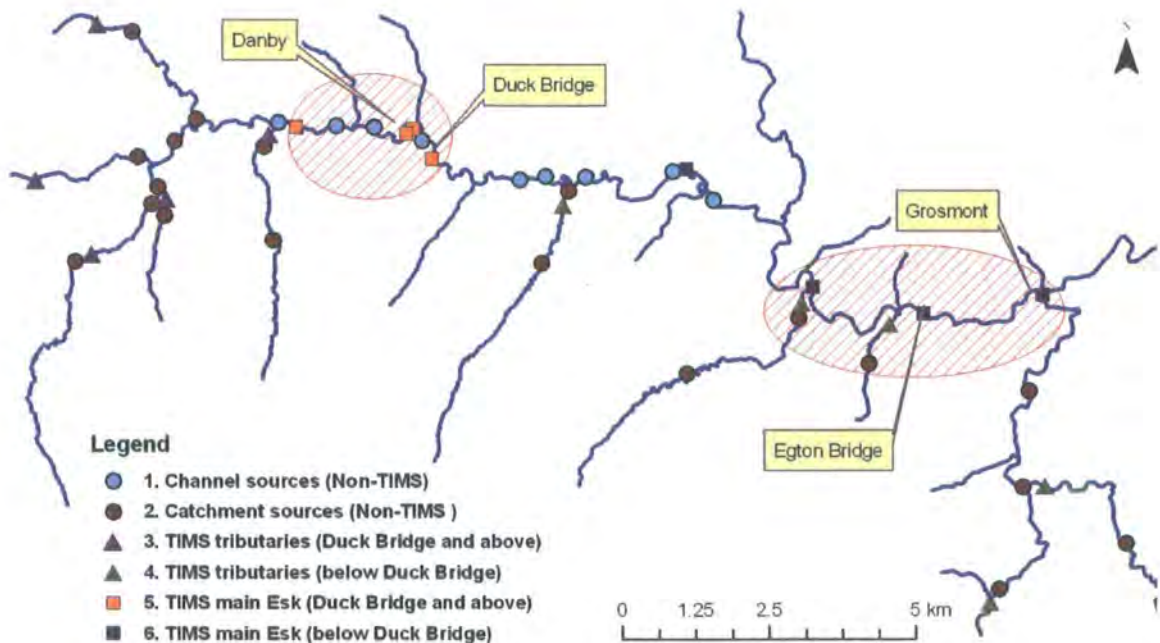 Danby
Duck Bridge
Grosmont
Egton Bridge
Legend
1. Channel sources (Non-TIMS)
2. Catchment sources (Non-TIMS )
3. TIMS tributaries (Duck Bridge and above)
4. TIMS tributaries (below Duck Bridge)
5. TIMS main Esk (Duck Bridge and above)
6. TIMS main Esk (below Duck Bridge)
0 1.25 2.5 5 km